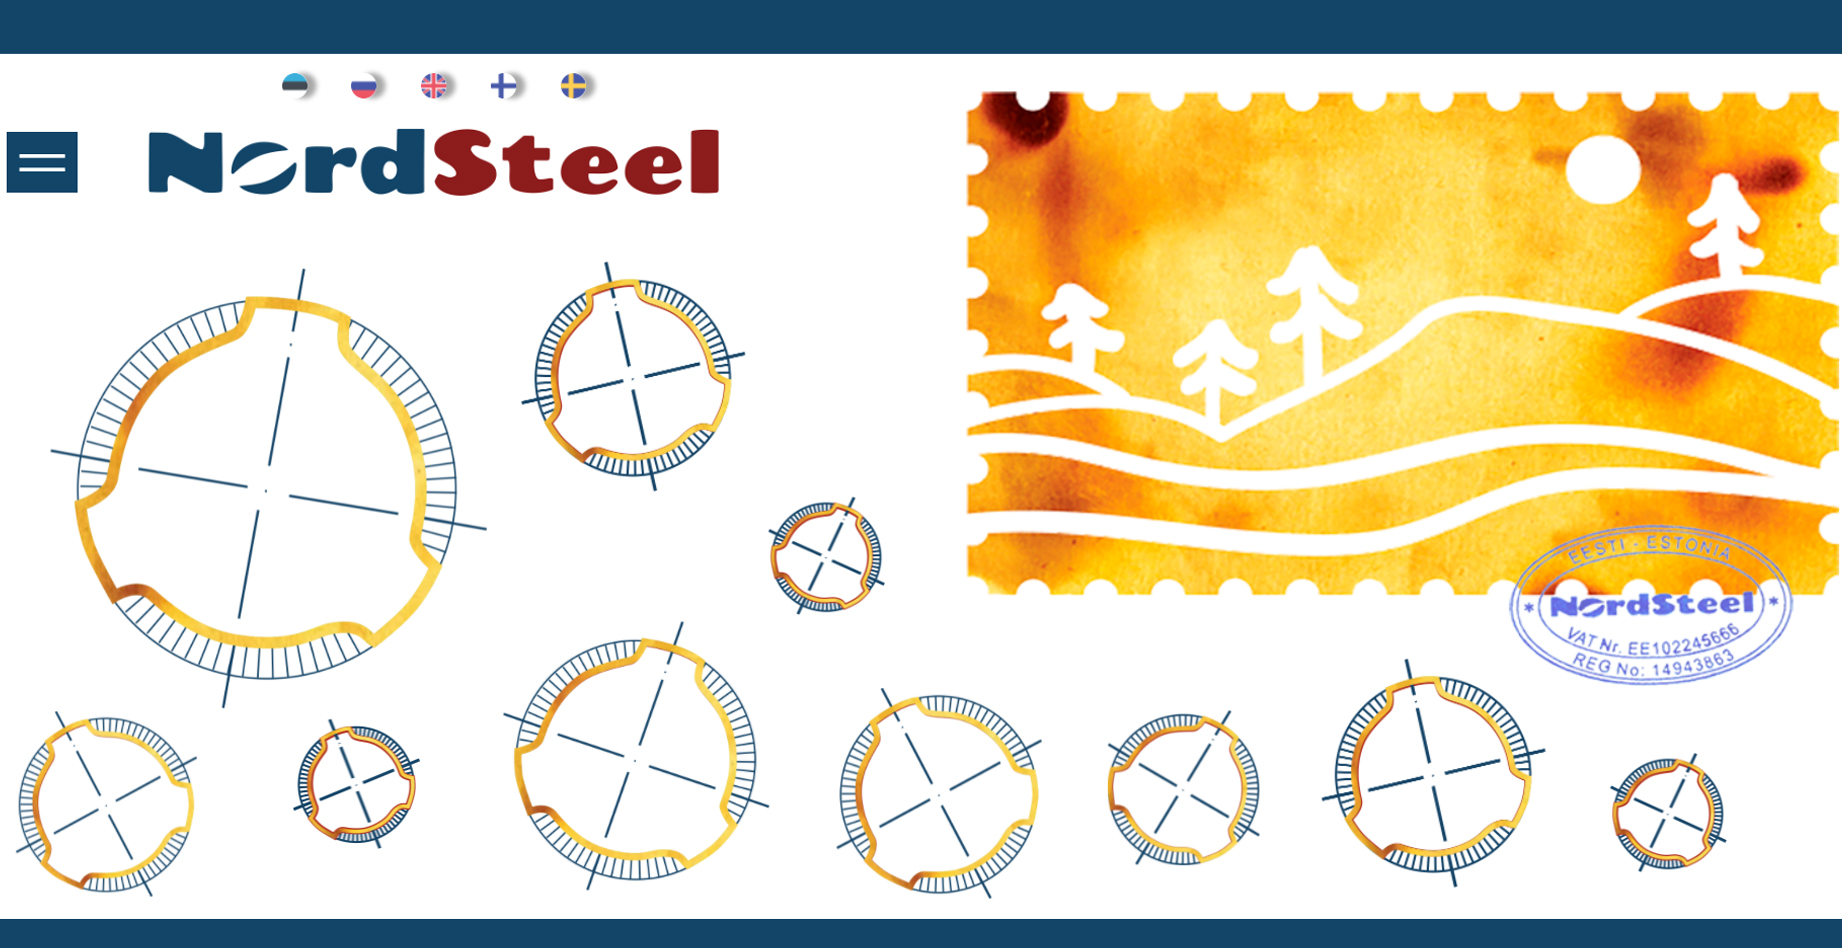 NordSteel
EESTI - ESTONIA
* NordSteel *
VAT Nr. EE102245666
REG No: 14943863